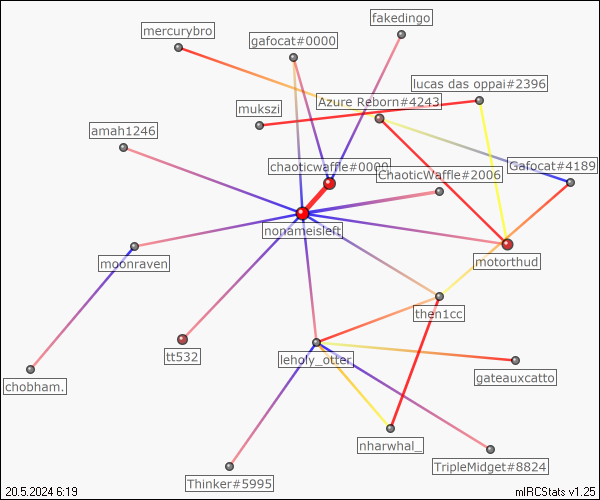 fakedingo
mercurybro
gafocat#0000
lucas das oppai#2396
Azure Reborn#4243
mukszi
amah1246
chaoticwaffle#0000
Gafocat#4189
ChaoticWaffle#2006
nonameisleft
motorthud
moonraven
then1cc
tt532
leholy_otter
gateauxcatto
chobham.
nharwhal_
TripleMidget#8824
Thinker#5995
20.5.2024 6:19
mIRCStats v1.25